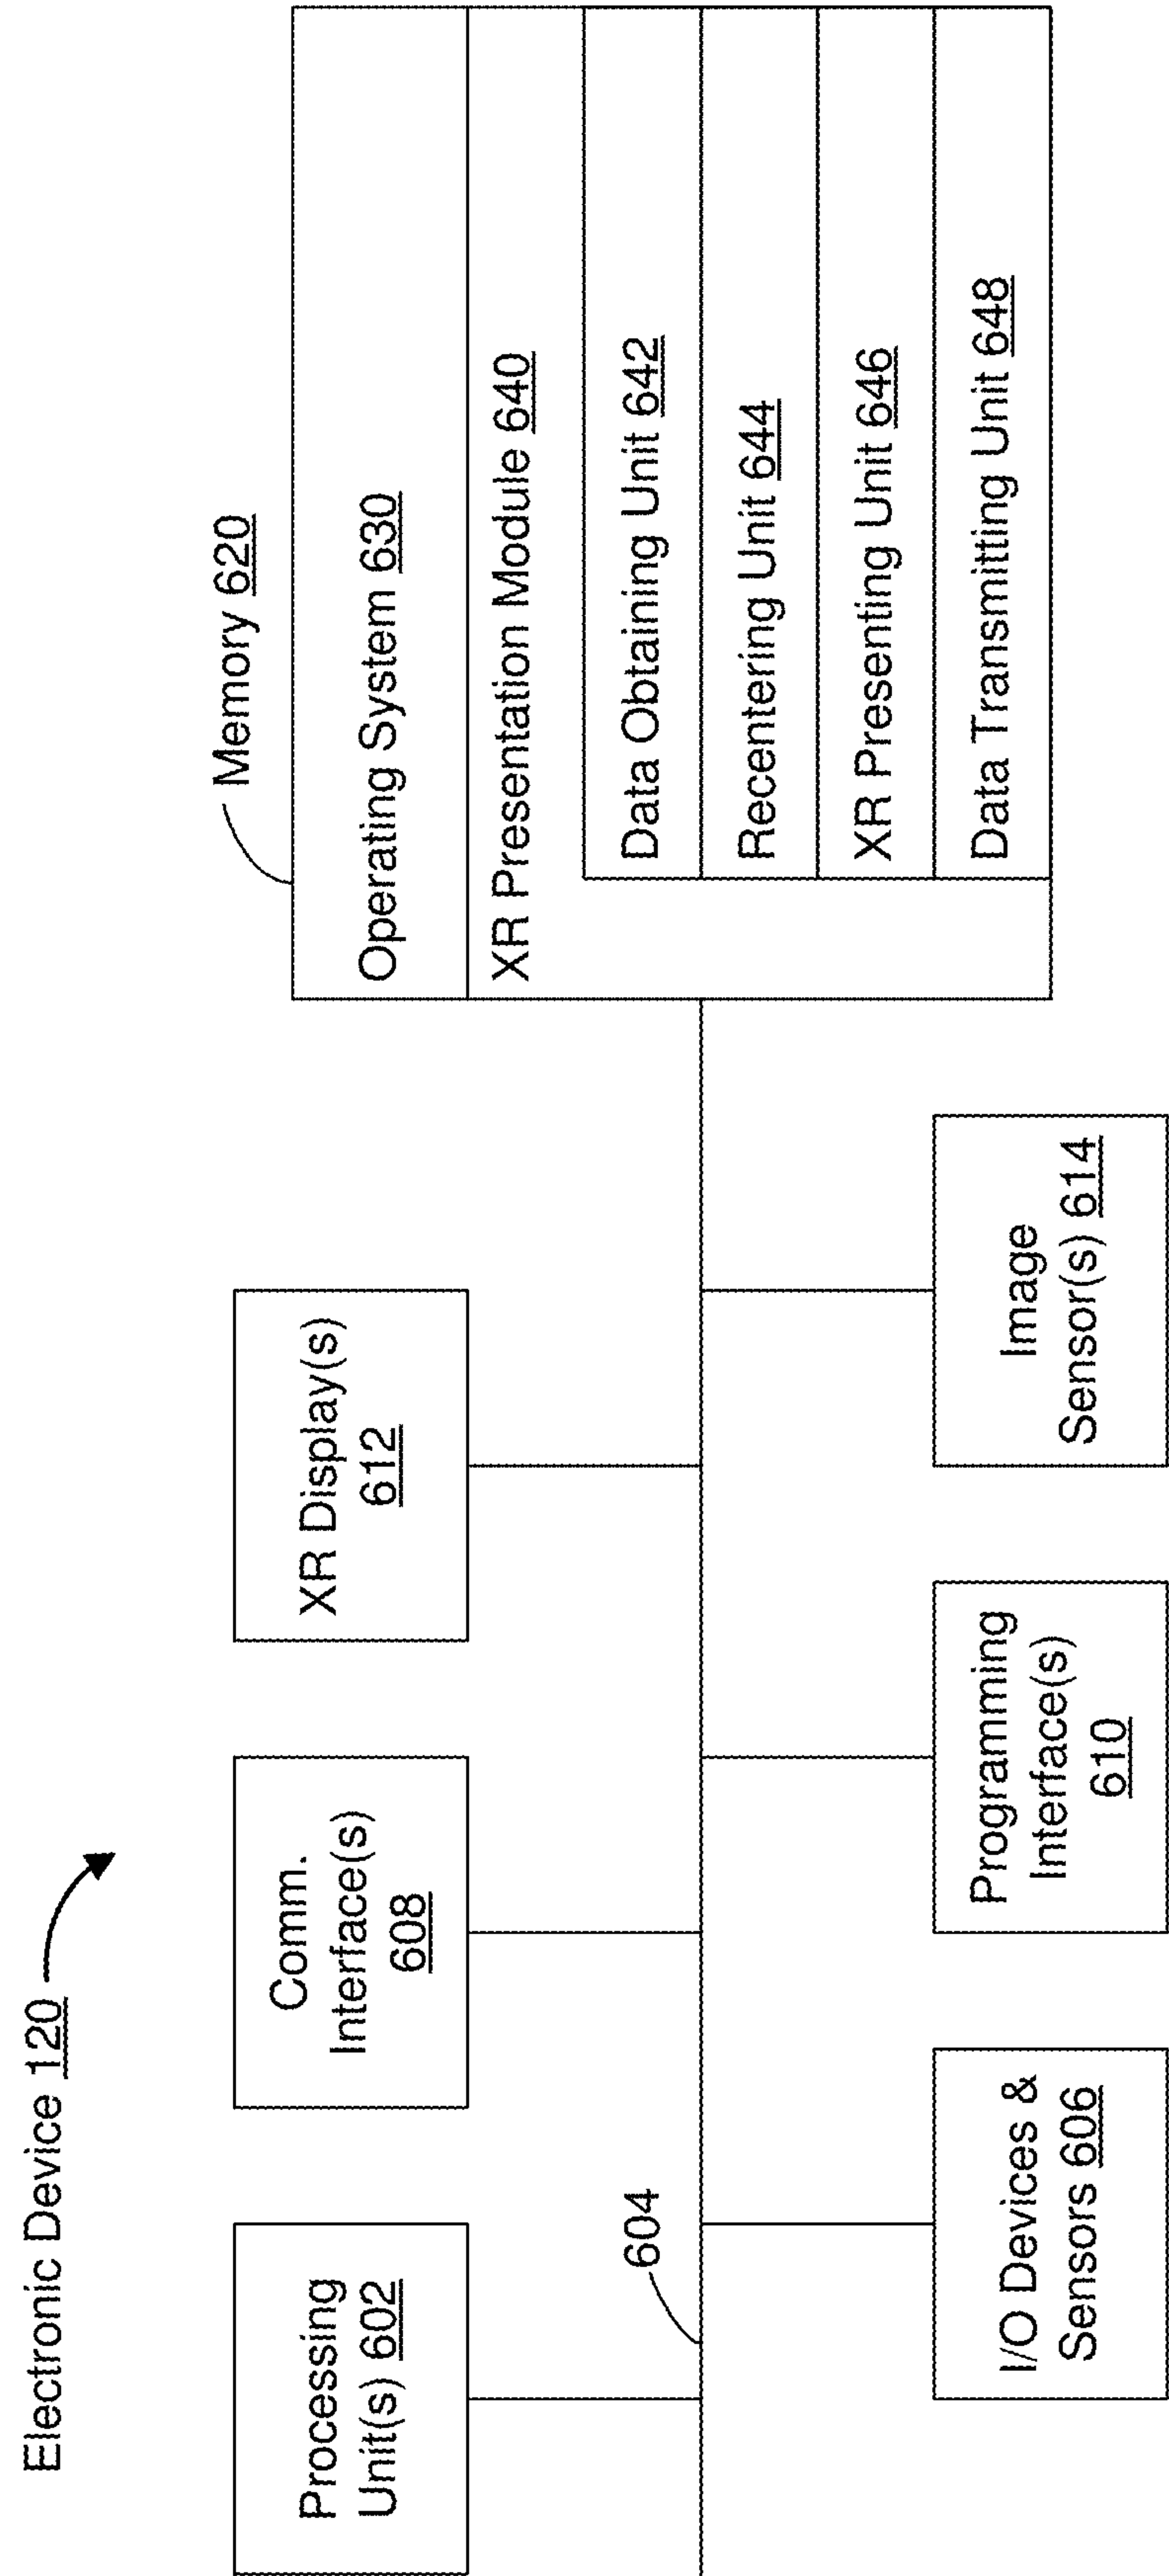 Electronic Device 120
Processing
Unit(s) 602
Comm.
Interface(s)
608
XR Display(s)
612
Memory 620
Operating System 630
XR Presentation Module 640
Data Obtaining Unit 642
Recentering Unit 644
XR Presenting Unit 646
Data Transmitting Unit 648
604
I/O Devices &
Sensors 606
Programming
Interface(s)
610
Image
Sensor(s) 614